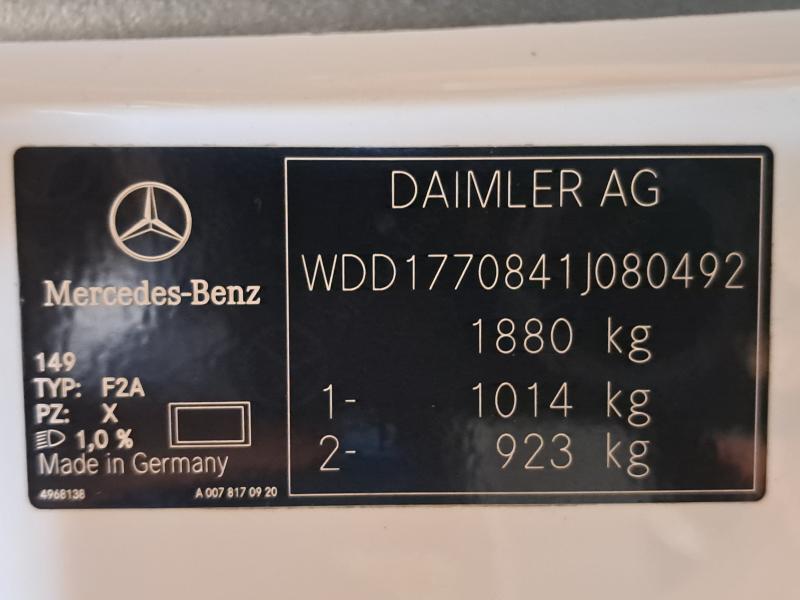 Mercedes-Benz
149
TYP: F2A
PZ: X
1,0 %
Made in Germany
4968138 A 007 817 09 20
DAIMLER AG
WDD1770841J080492
1880 kg
1- 1014 kg
2- 923 kg